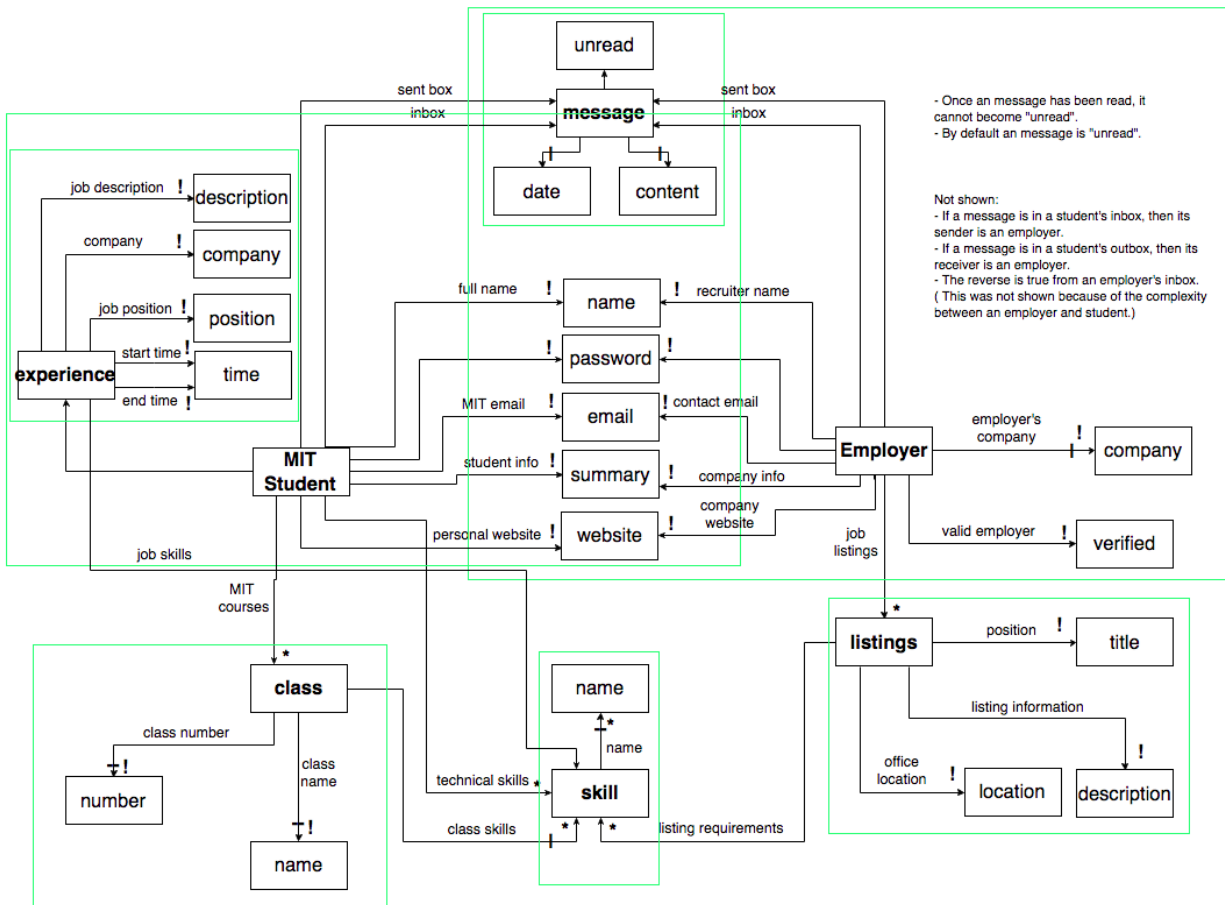 unread
sent box
sent box
message
inbox
inbox
- Once an message has been read, it
cannot become "unread".
- By default an message is "unread".
date
content
job description
!
description
company
!
company
job position
!
position
start time
!
experience
time
end time
!
Not shown:
- If a message is in a student's inbox, then its
sender is an employer.
- If a message is in a student's outbox, then its
receiver is an employer.
- The reverse is true from an employer's inbox.
( This was not shown because of the complexity
between an employer and student.)
full name
!
name
!
recruiter name
!
password
!
MIT email
!
email
!
contact email
MIT
Student
student info
!
summary
!
company info
personal website
!
website
!
company
website
Employer
employer's
company
!
company
valid employer
!
verified
job
listings
*
job skills
MIT
courses
*
class
class number
!
number
class
name
!
name
name
*
name
technical skills
*
skill
class skills
*
*
listing requirements
listings
position
!
title
listing information
!
description
office
location
!
location